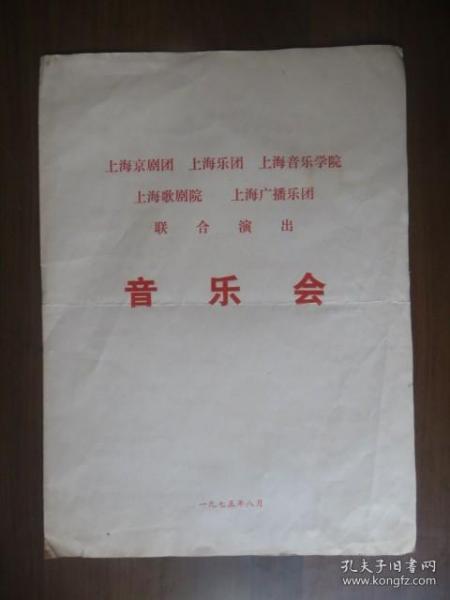 上海京剧团 上海乐团 上海音乐学院
上海歌剧院 上海广播乐团
联合演出
音乐会
一九七五年八月
孔夫子旧书网
www.kongfz.com